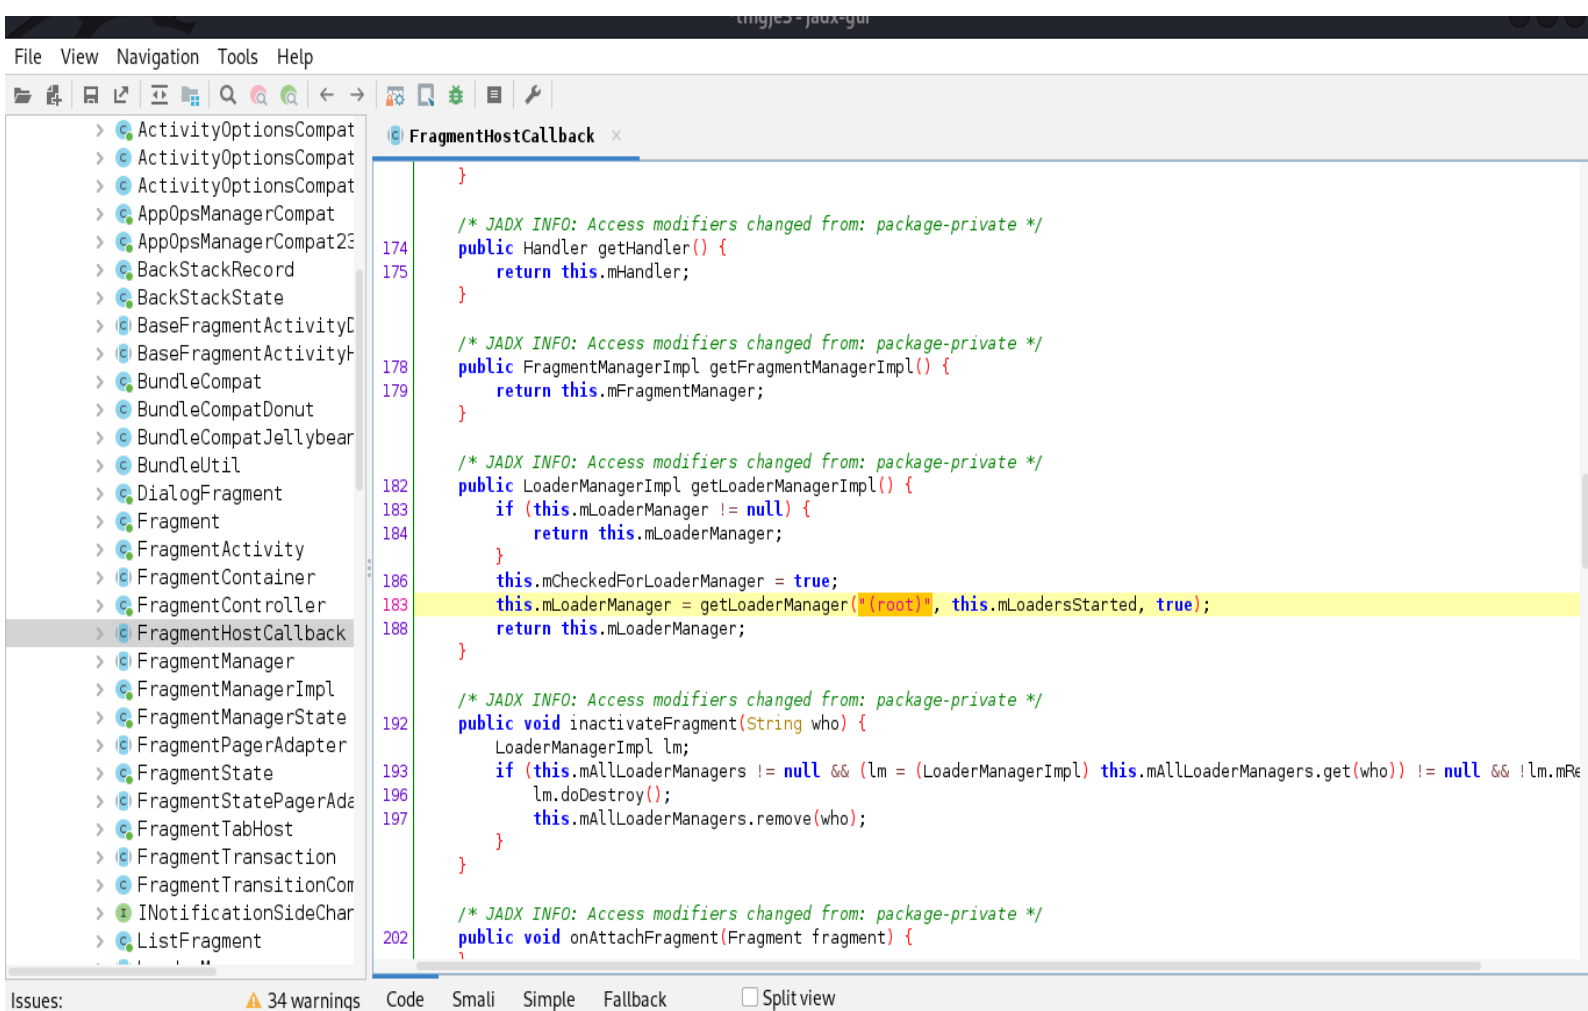 *tmgje5 - jadx-gui
File View Navigation Tools Help
ActivityOptionsCompat
ActivityOptionsCompat
ActivityOptionsCompat
AppOpsManagerCompat
AppOpsManagerCompat23
BackStackRecord
BackStackState
BaseFragmentActivity
BaseFragmentActivity
BundleCompat
BundleCompatDonut
BundleCompatJellybean
BundleUtil
DialogFragment
Fragment
FragmentActivity
FragmentContainer
FragmentController
FragmentHostCallback
FragmentManager
FragmentManagerImpl
FragmentManagerState
FragmentPagerAdapter
FragmentState
FragmentStatePagerAda
FragmentTabHost
FragmentTransaction
FragmentTransitionCom
INotificationSideChan
ListFragment
FragmentHostCallback ×
}
/* JADX INFO: Access modifiers changed from: package-private */
174 public Handler getHandler() {
175 return this.mHandler;
}
/* JADX INFO: Access modifiers changed from: package-private */
178 public FragmentManagerImpl getFragmentManagerImpl() {
179 return this.mFragmentManager;
}
/* JADX INFO: Access modifiers changed from: package-private */
182 public LoaderManagerImpl getLoaderManagerImpl() {
183 if (this.mLoaderManager != null) {
184 return this.mLoaderManager;
}
186 this.mCheckedForLoaderManager = true;
183 this.mLoaderManager = getLoaderManager("(root)", this.mLoadersStarted, true);
188 return this.mLoaderManager;
}
/* JADX INFO: Access modifiers changed from: package-private */
192 public void inactivateFragment(String who) {
LoaderManagerImpl lm;
193 if (this.mAllLoaderManagers != null && (lm = (LoaderManagerImpl) this.mAllLoaderManagers.get(who)) != null && !lm.mRe
196 lm.doDestroy();
197 this.mAllLoaderManagers.remove(who);
}
}
/* JADX INFO: Access modifiers changed from: package-private */
202 public void onAttachFragment(Fragment fragment) {
}
Issues: 34 warnings Code Smali Simple Fallback Split view